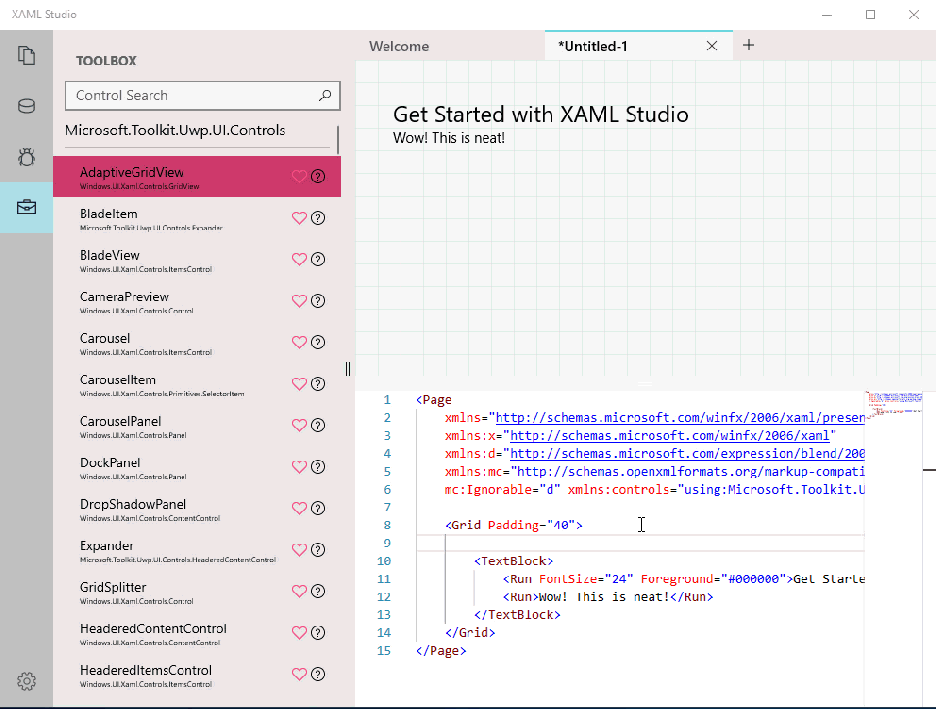 XAML Studio
TOOLBOX
Control Search
Microsoft.Toolkit.Uwp.UI.Controls
AdaptiveGridView
Windows.UI.Xaml.Controls.GridView
BladeItem
Microsoft.Toolkit.Uwp.UI.Controls.Expander
BladeView
Windows.UI.Xaml.Controls.ItemsControl
CameraPreview
Windows.UI.Xaml.Controls.Control
Carousel
Windows.UI.Xaml.Controls.ItemsControl
CarouselItem
Windows.UI.Xaml.Controls.Primitives.SelectorItem
CarouselPanel
Windows.UI.Xaml.Controls.Panel
DockPanel
Windows.UI.Xaml.Controls.Panel
DropShadowPanel
Windows.UI.Xaml.Controls.ContentControl
Expander
Microsoft.Toolkit.Uwp.UI.Controls.HeaderedContentControl
GridSplitter
Windows.UI.Xaml.Controls.Control
HeaderedContentControl
Windows.UI.Xaml.Controls.ContentControl
HeaderedItemsControl
Windows.UI.Xaml.Controls.ItemsControl
Welcome
*Untitled-1
Get Started with XAML Studio
Wow! This is neat!
1 <Page
2 xmlns="http://schemas.microsoft.com/winfx/2006/xaml/presen
3 xmlns:x="http://schemas.microsoft.com/winfx/2006/xaml"
4 xmlns:d="http://schemas.microsoft.com/expression/blend/200
5 xmlns:mc="http://schemas.openxmlformats.org/markup-compati
6 mc:Ignorable="d" xmlns:controls="using:Microsoft.Toolkit.U
7
8 <Grid Padding="40">
9
10 <TextBlock>
11 <Run FontSize="24" Foreground="#000000">Get Starte
12 <Run>Wow! This is neat!</Run>
13 </TextBlock>
14 </Grid>
15 </Page>